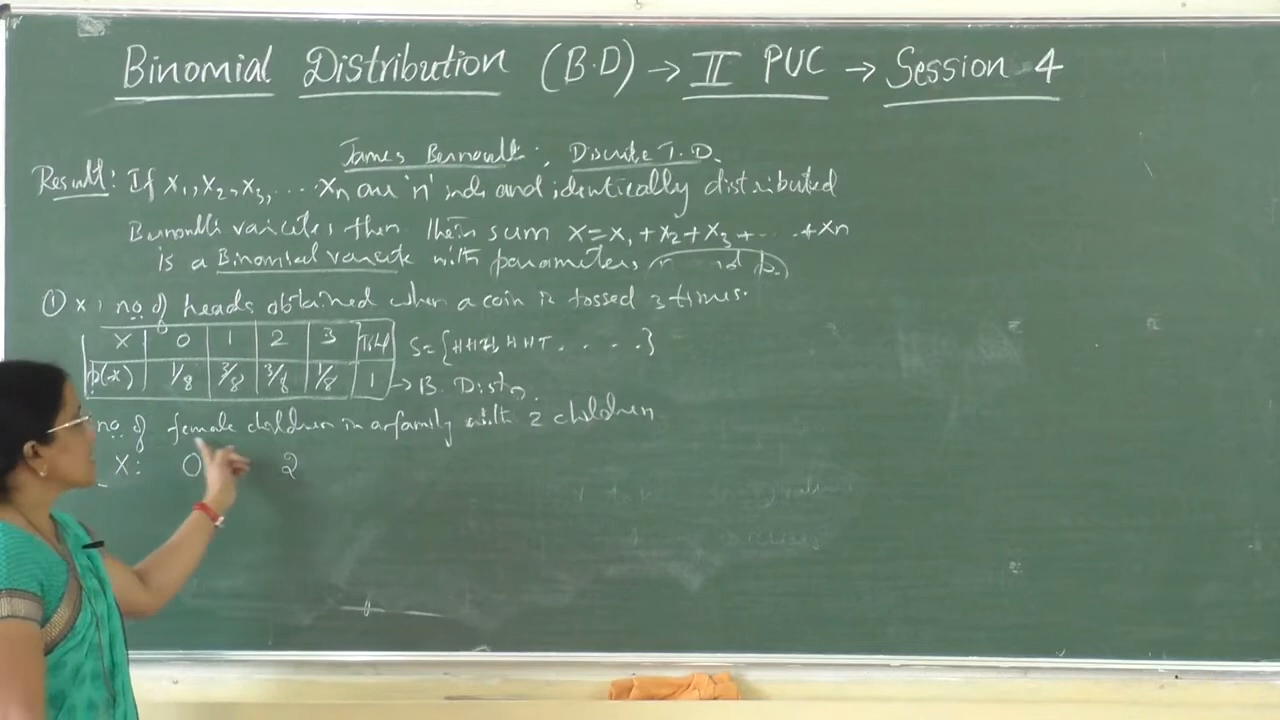 Binomial Distribution (B.D) → II PUC → Session 4
James Bernoulli, Discrete T.D.
Result: If X1, X2, X3, .... Xn are 'n' inde and identically distributed
Bernoulli variates then their sum X = X1 + X2 + X3 + .... + Xn
is a Binomial variate with parameters n p.
① X: no. of heads obtained when a coin is tossed 3 times.
X 0 1 2 3 Total S={HHH, HHT. . . . .}
p(x) 1/8 3/8 3/8 1/8 1 → B. Distn.
no. of female children in a family with 2 children
X: 0 2